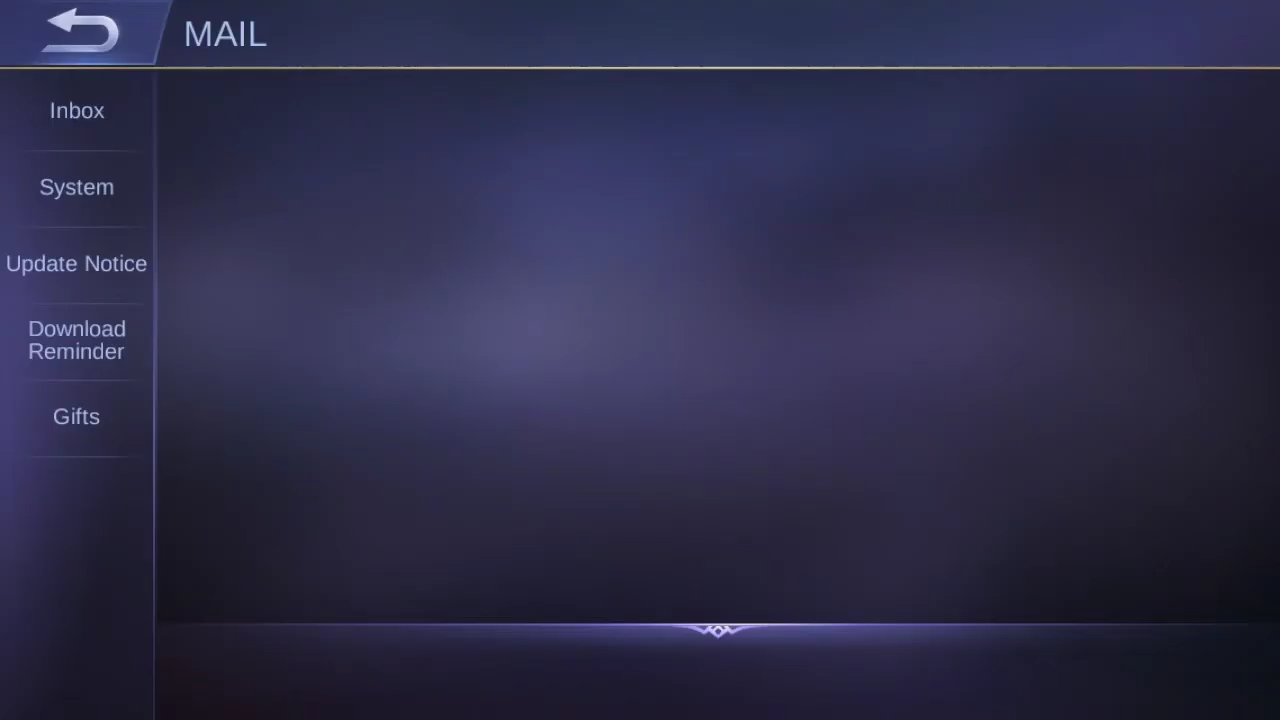 MAIL
Inbox
System
Update Notice
Download
Reminder
Gifts